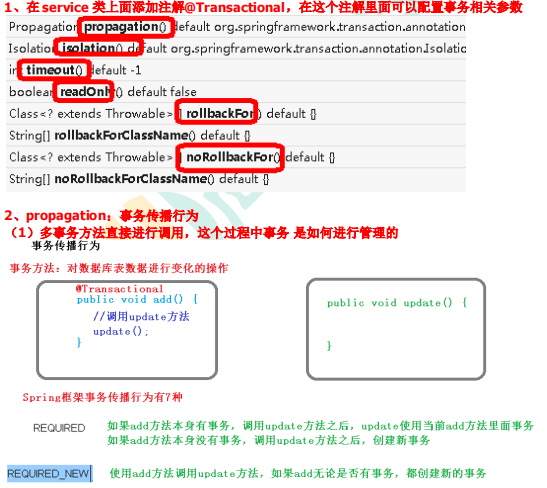 1、在 service 类上面添加注解@Transactional，在这个注解里面可以配置事务相关参数
Propagation propagation() default org.springframework.transaction.annotation
Isolation isolation() default org.springframework.transaction.annotation.Isolatio
int timeout() default -1
boolean readOnly() default false
Class<? extends Throwable> [] rollbackFor() default {}
String[] rollbackForClassName() default {}
Class<? extends Throwable> [] noRollbackFor() default {}
String[] noRollbackForClassName() default {}
2、propagation：事务传播行为
（1）多事务方法直接进行调用，这个过程中事务 是如何进行管理的
事务传播行为
事务方法：对数据库表数据进行变化的操作
@Transactional
public void add() {
//调用update方法
update();
}
public void update() {
}
Spring框架事务传播行为有7种
REQUIRED
如果add方法本身有事务，调用update方法之后，update使用当前add方法里面事务
如果add方法本身没有事务，调用update方法之后，创建新事务
REQUIRED_NEW
使用add方法调用update方法，如果add无论是否有事务，都创建新的事务